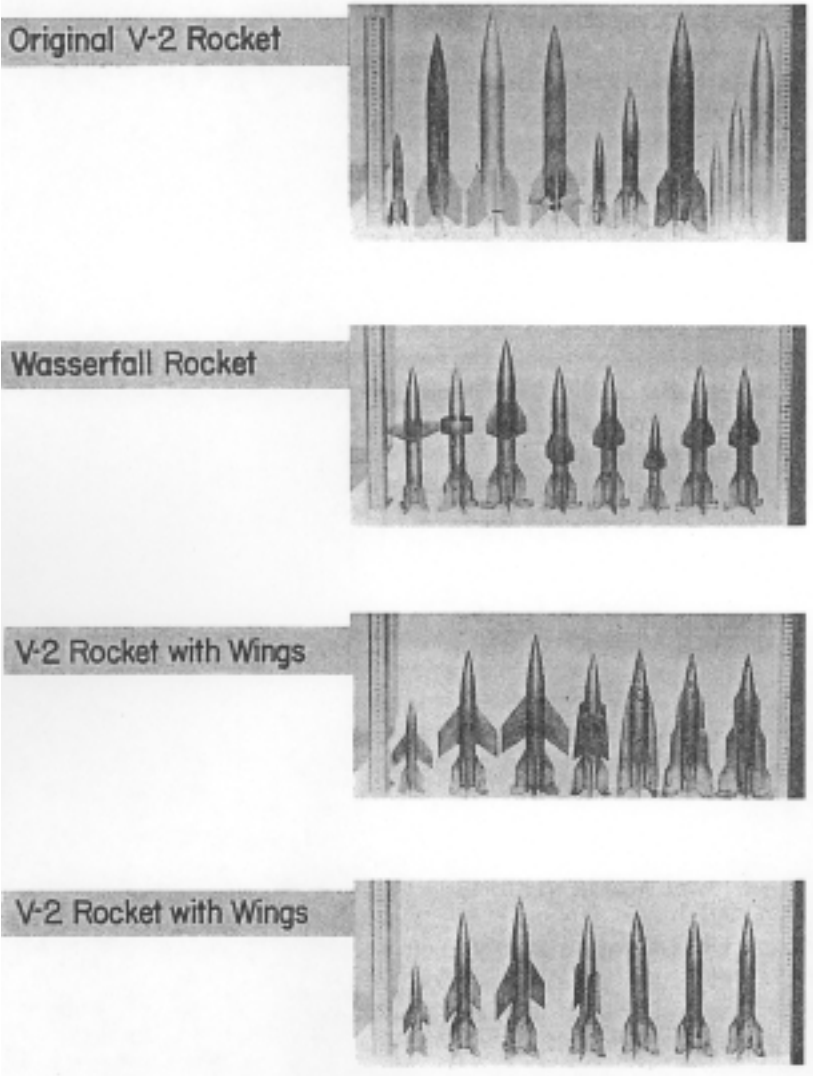 Original V-2 Rocket
Wasserfall Rocket
V-2 Rocket with Wings
V-2 Rocket with Wings